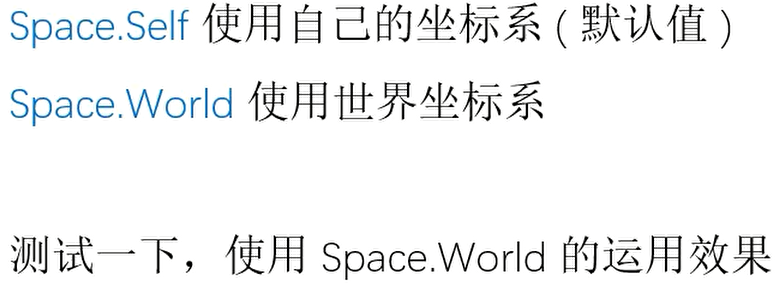 Space.Self 使用自己的坐标系 ( 默认值 )
Space.World 使用世界坐标系
测试一下，使用 Space.World 的运用效果